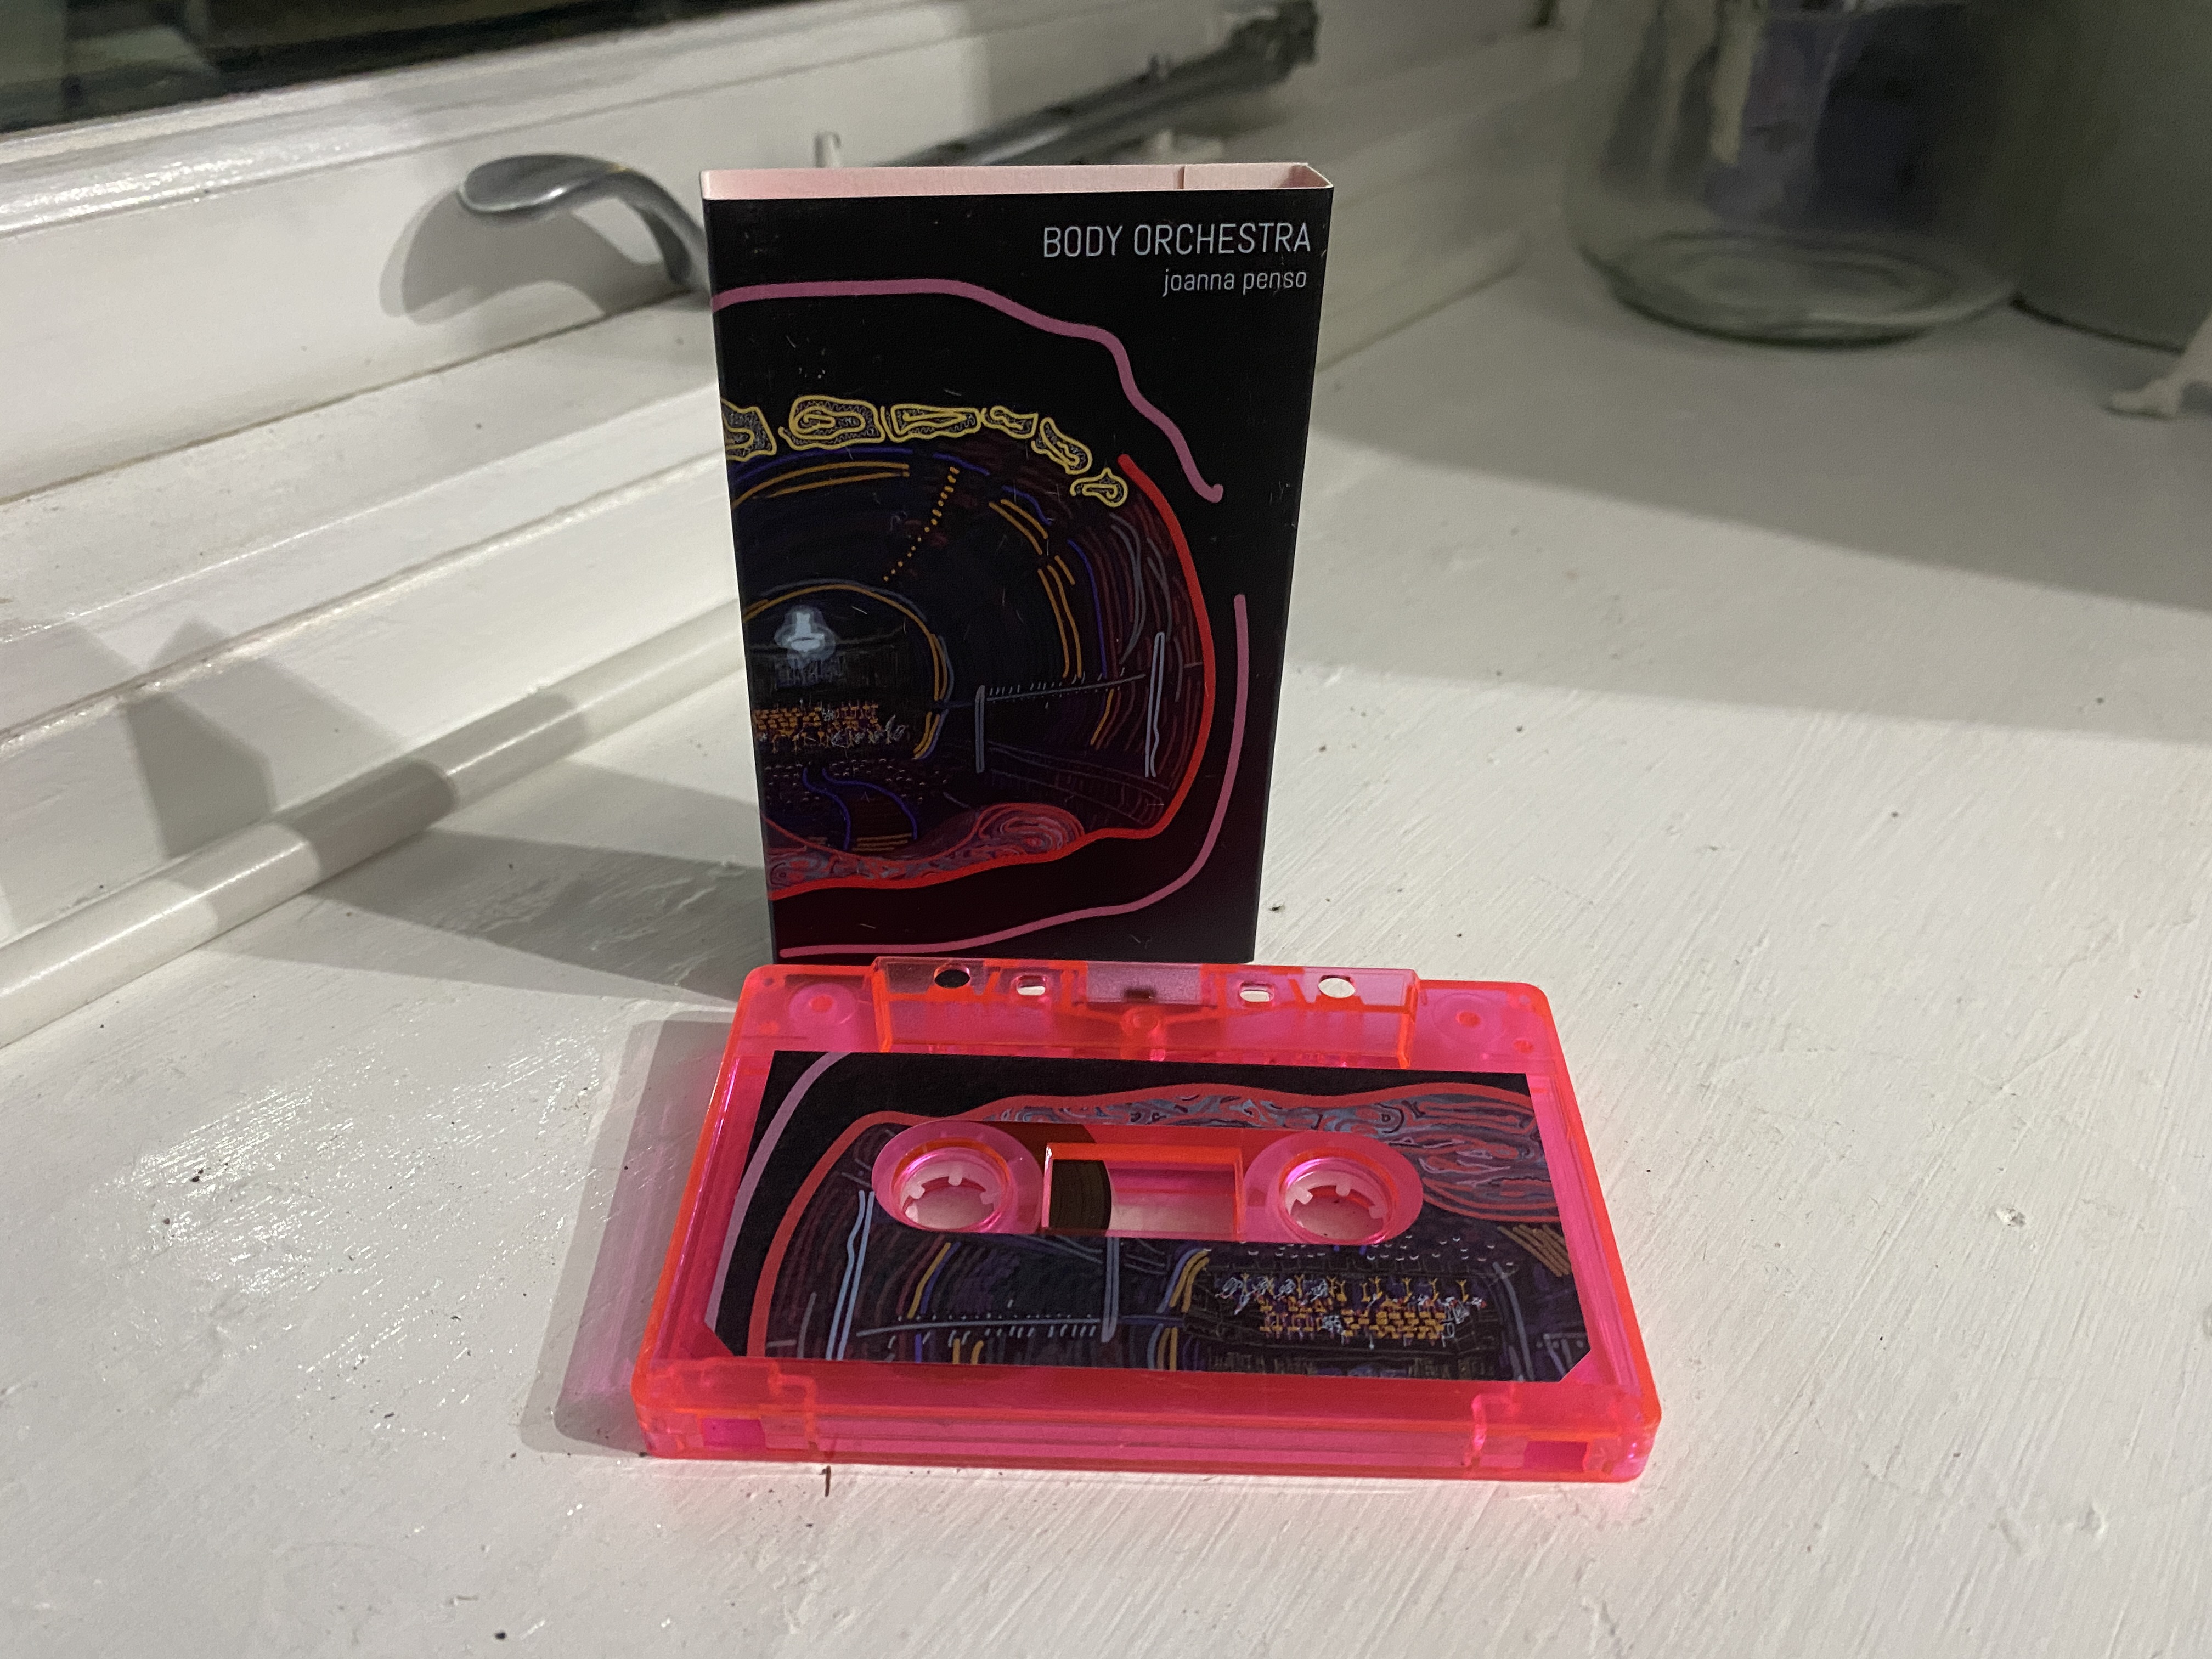 BODY ORCHESTRA
joanna penso